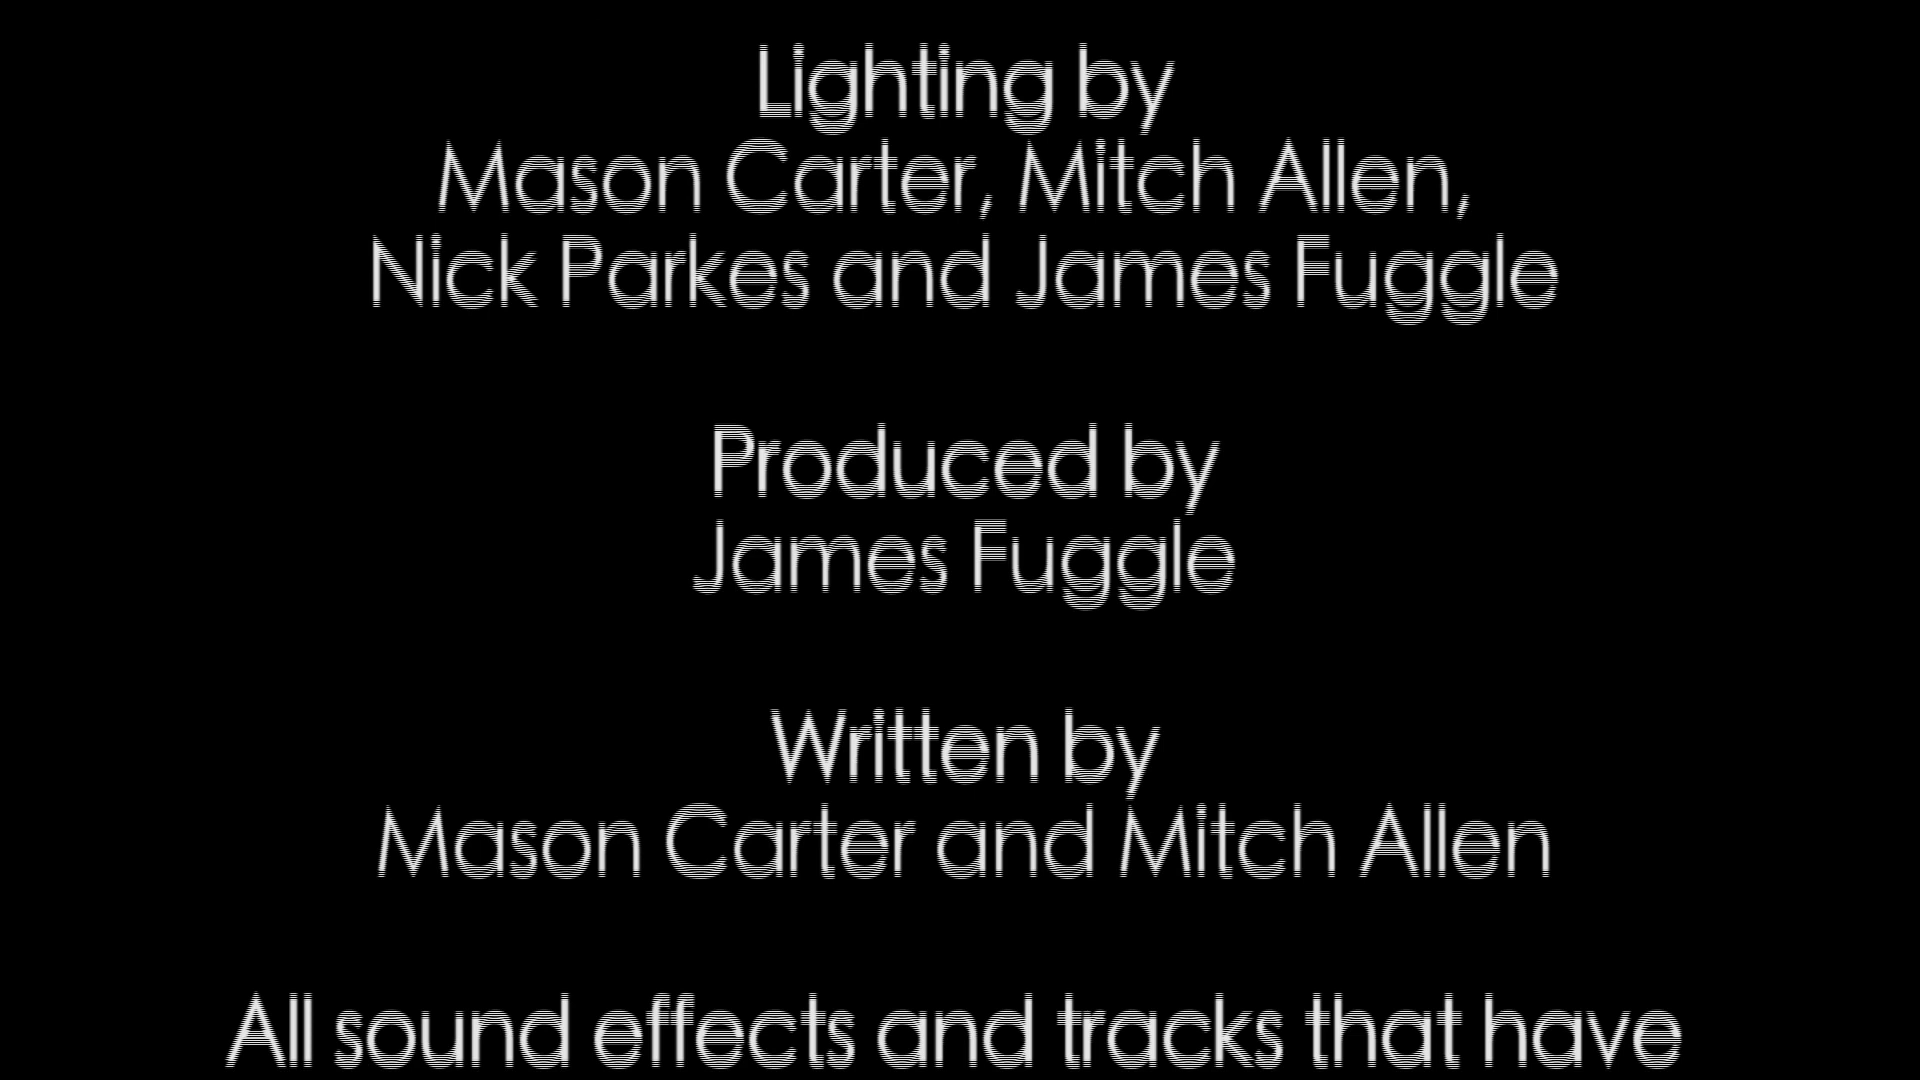 Lighting by
Mason Carter, Mitch Allen,
Nick Parkes and James Fuggle
Produced by
James Fuggle
Written by
Mason Carter and Mitch Allen
All sound effects and tracks that have